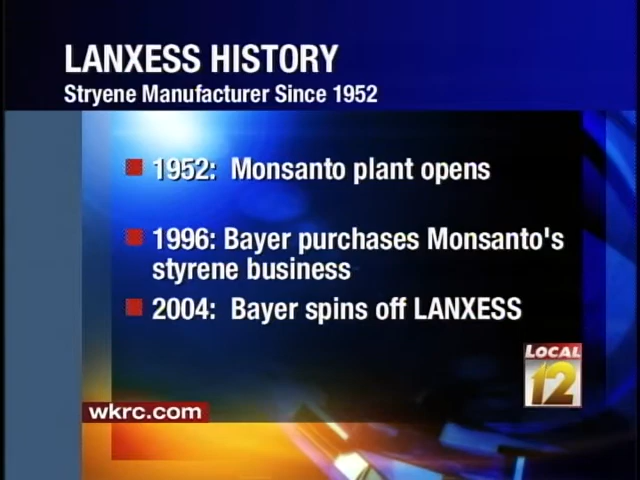 LANXESS HISTORY
Stryene Manufacturer Since 1952
1952: Monsanto plant opens
1996: Bayer purchases Monsanto's
styrene business
2004: Bayer spins off LANXESS
LOCAL
12
wkrc.com